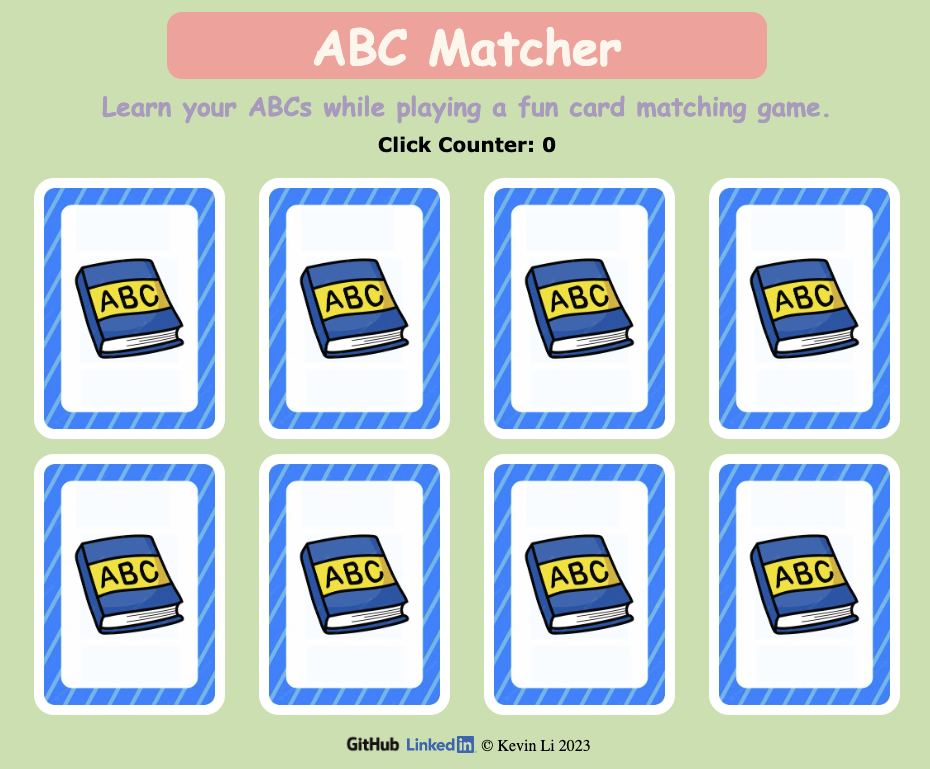 ABC Matcher
Learn your ABCs while playing a fun card matching game.
Click Counter: 0
ABC ABC ABC ABC
ABC ABC ABC ABC
GitHub LinkedIn © Kevin Li 2023